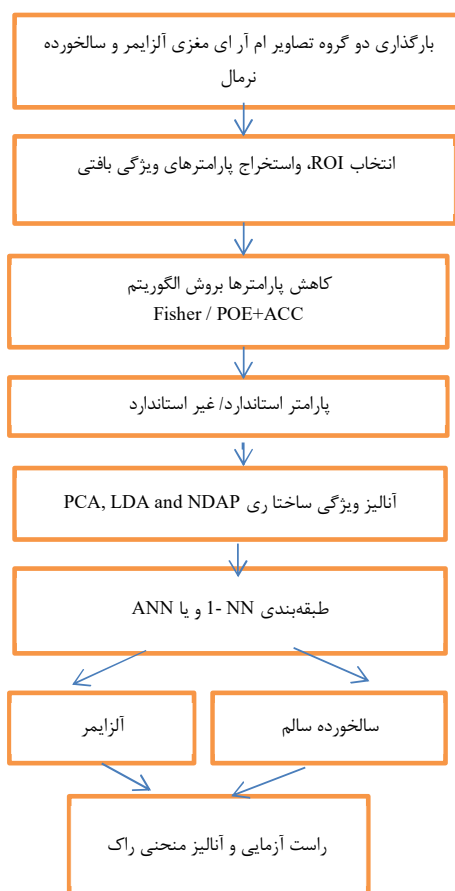 بارگذاری دو گروه تصاویر ام آر ای مغزی آلزایمر و سالخورده
نرمال
انتخاب ROI، واستخراج پارامترهای ویژگی بافتی
کاهش پارامترها بروش الگوریتم
Fisher / POE+ACC
پارامتر استاندارد/ غیر استاندارد
آنالیز ویژگی ساختا ری PCA, LDA and NDAP
طبقه‌بندی 1- NN و یا ANN
سالخورده سالم
آلزایمر
راست آزمایی و آنالیز منحنی راک